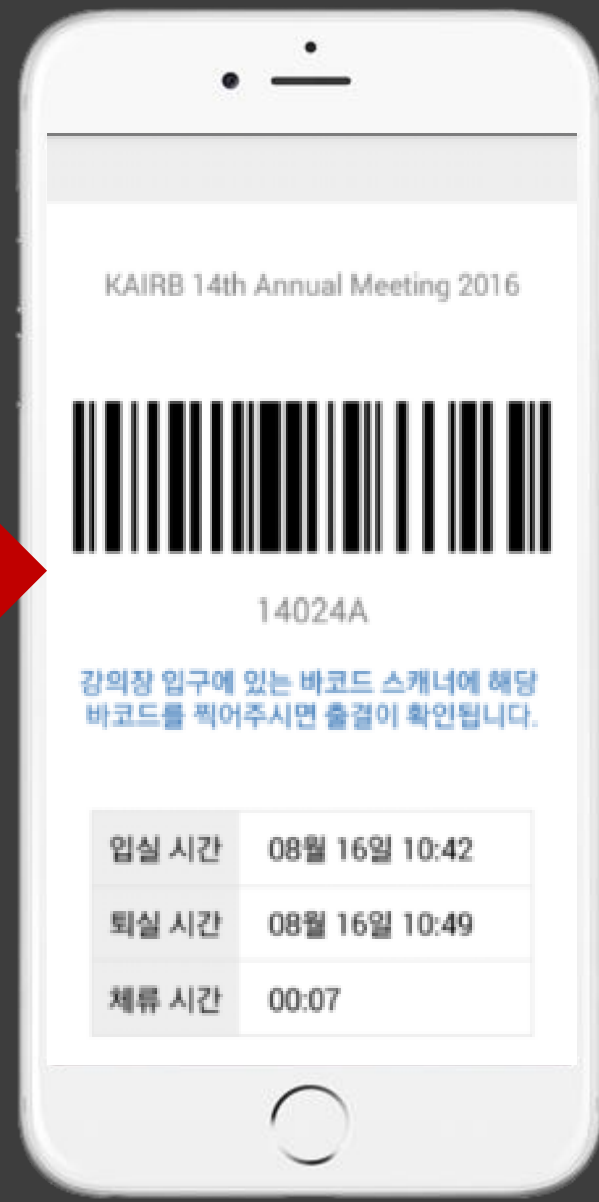 KAIRB 14th Annual Meeting 2016
14024A
강의장 입구에 있는 바코드 스캐너에 해당
바코드를 찍어주시면 출결이 확인됩니다.
입실 시간 08월 16일 10:42
퇴실 시간 08월 16일 10:49
체류 시간 00:07